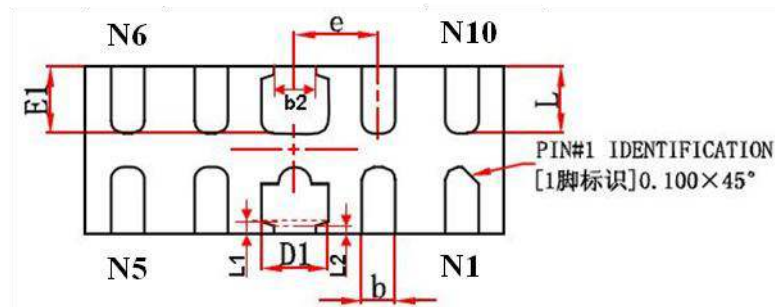 N6
e
N10
E1
b2
L
PIN#1 IDENTIFICATION
[1脚标识]0.100×45°
N5
L1
D1
L2
b
N1